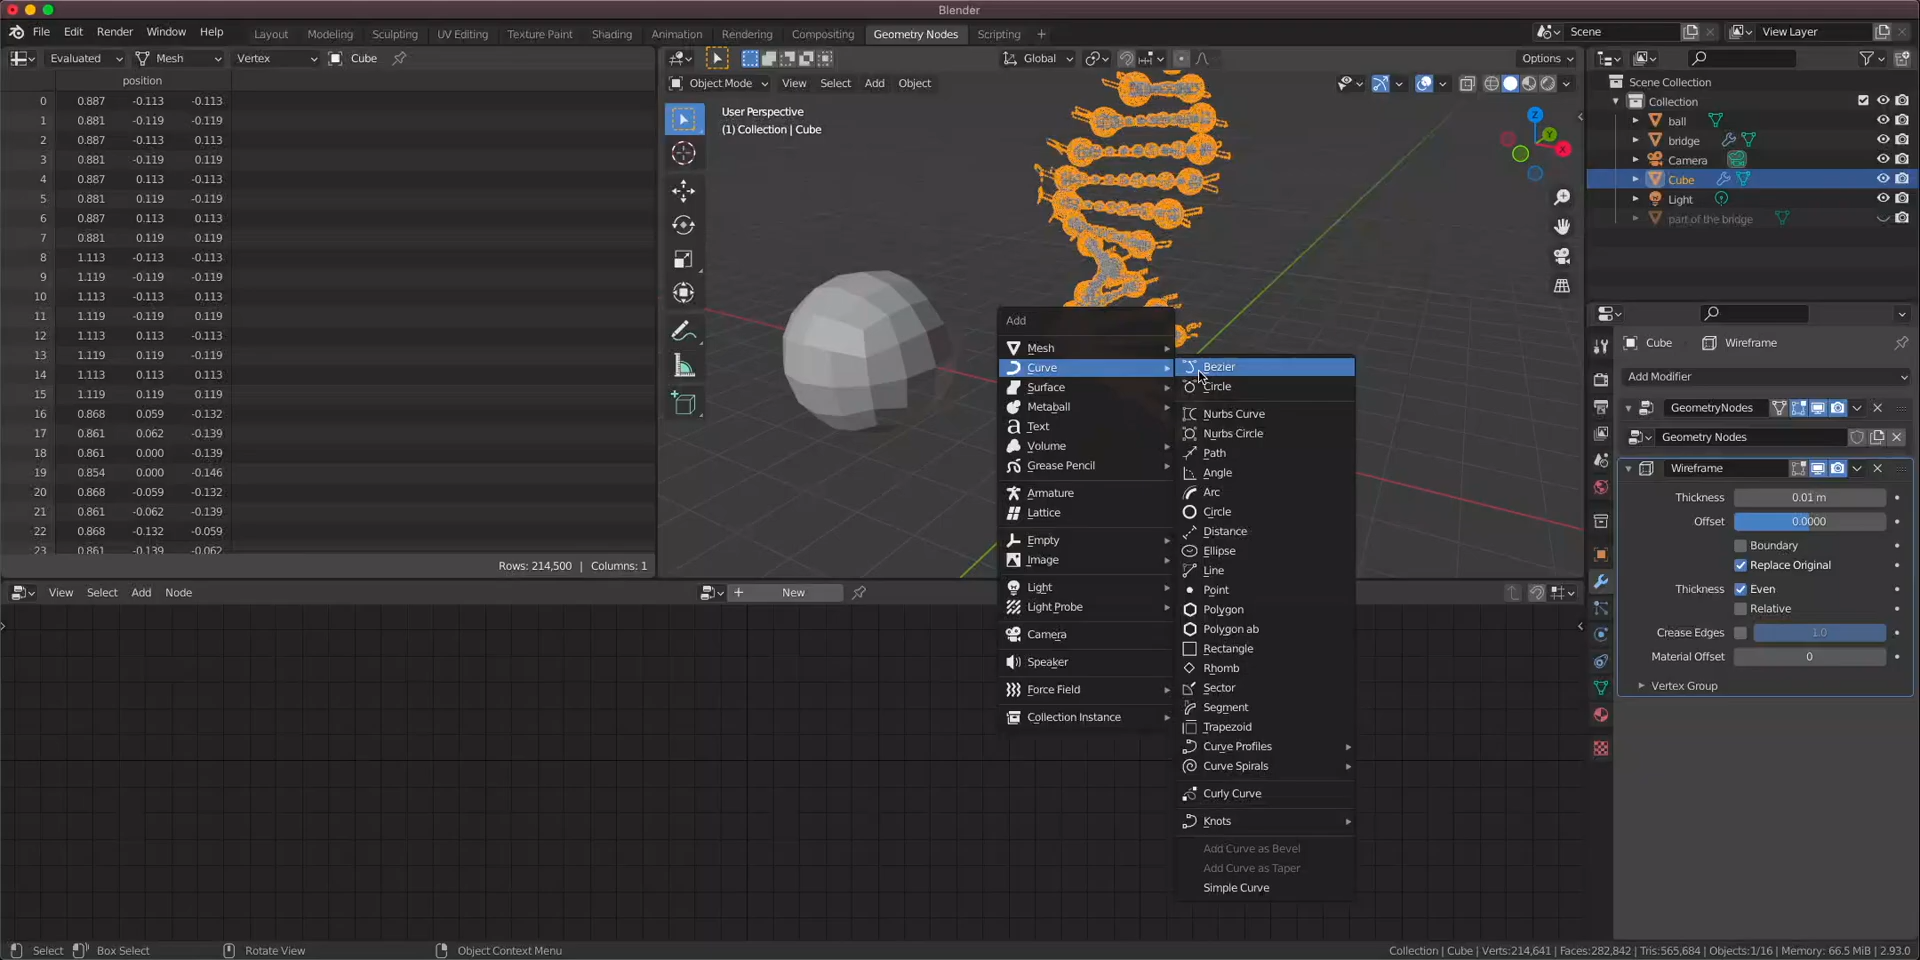 Blender
File Edit Render Window Help Layout Modeling Sculpting UV Editing Texture Paint Shading Animation Rendering Compositing Geometry Nodes Scripting + Scene View Layer
Evaluated Mesh Vertex Cube
position
0 0.887 -0.113 -0.113
1 0.881 -0.119 -0.119
2 0.887 -0.113 0.113
3 0.881 -0.119 0.119
4 0.887 0.113 -0.113
5 0.881 0.119 -0.119
6 0.887 0.113 0.113
7 0.881 0.119 0.119
8 1.113 -0.113 -0.113
9 1.119 -0.119 -0.119
10 1.113 -0.113 0.113
11 1.119 -0.119 0.119
12 1.113 0.113 -0.113
13 1.119 0.119 -0.119
14 1.113 0.113 0.113
15 1.119 0.119 0.119
16 0.868 0.059 -0.132
17 0.861 0.062 -0.139
18 0.861 0.000 -0.139
19 0.854 0.000 -0.146
20 0.868 -0.059 -0.132
21 0.861 -0.062 -0.139
22 0.868 -0.132 -0.059
23 0.861 -0.139 -0.062
Rows: 214,500 | Columns: 1
Global Options
Object Mode View Select Add Object
User Perspective
(1) Collection | Cube
Z
Y
X
Add
Mesh
Curve
Surface
Metaball
Text
Volume
Grease Pencil
Armature
Lattice
Empty
Image
Light
Light Probe
Camera
Speaker
Force Field
Collection Instance
Bezier
Circle
Nurbs Curve
Nurbs Circle
Path
Angle
Arc
Circle
Distance
Ellipse
Line
Point
Polygon
Polygon ab
Rectangle
Rhomb
Sector
Segment
Trapezoid
Curve Profiles
Curve Spirals
Curly Curve
Knots
Add Curve as Bevel
Add Curve as Taper
Simple Curve
Scene Collection
Collection
ball
bridge
Camera
Cube
Light
part of the bridge
Cube Wireframe
Add Modifier
GeometryNodes
Geometry Nodes
Wireframe
Thickness 0.01 m
Offset 0.0000
Boundary
Replace Original
Thickness Even
Relative
Crease Edges 1.0
Material Offset 0
Vertex Group
View Select Add Node + New
Select Box Select Rotate View Object Context Menu Collection | Cube | Verts:214,641 | Faces:282,842 | Tris:565,684 | Objects:1/16 | Memory: 66.5 MiB | 2.93.0